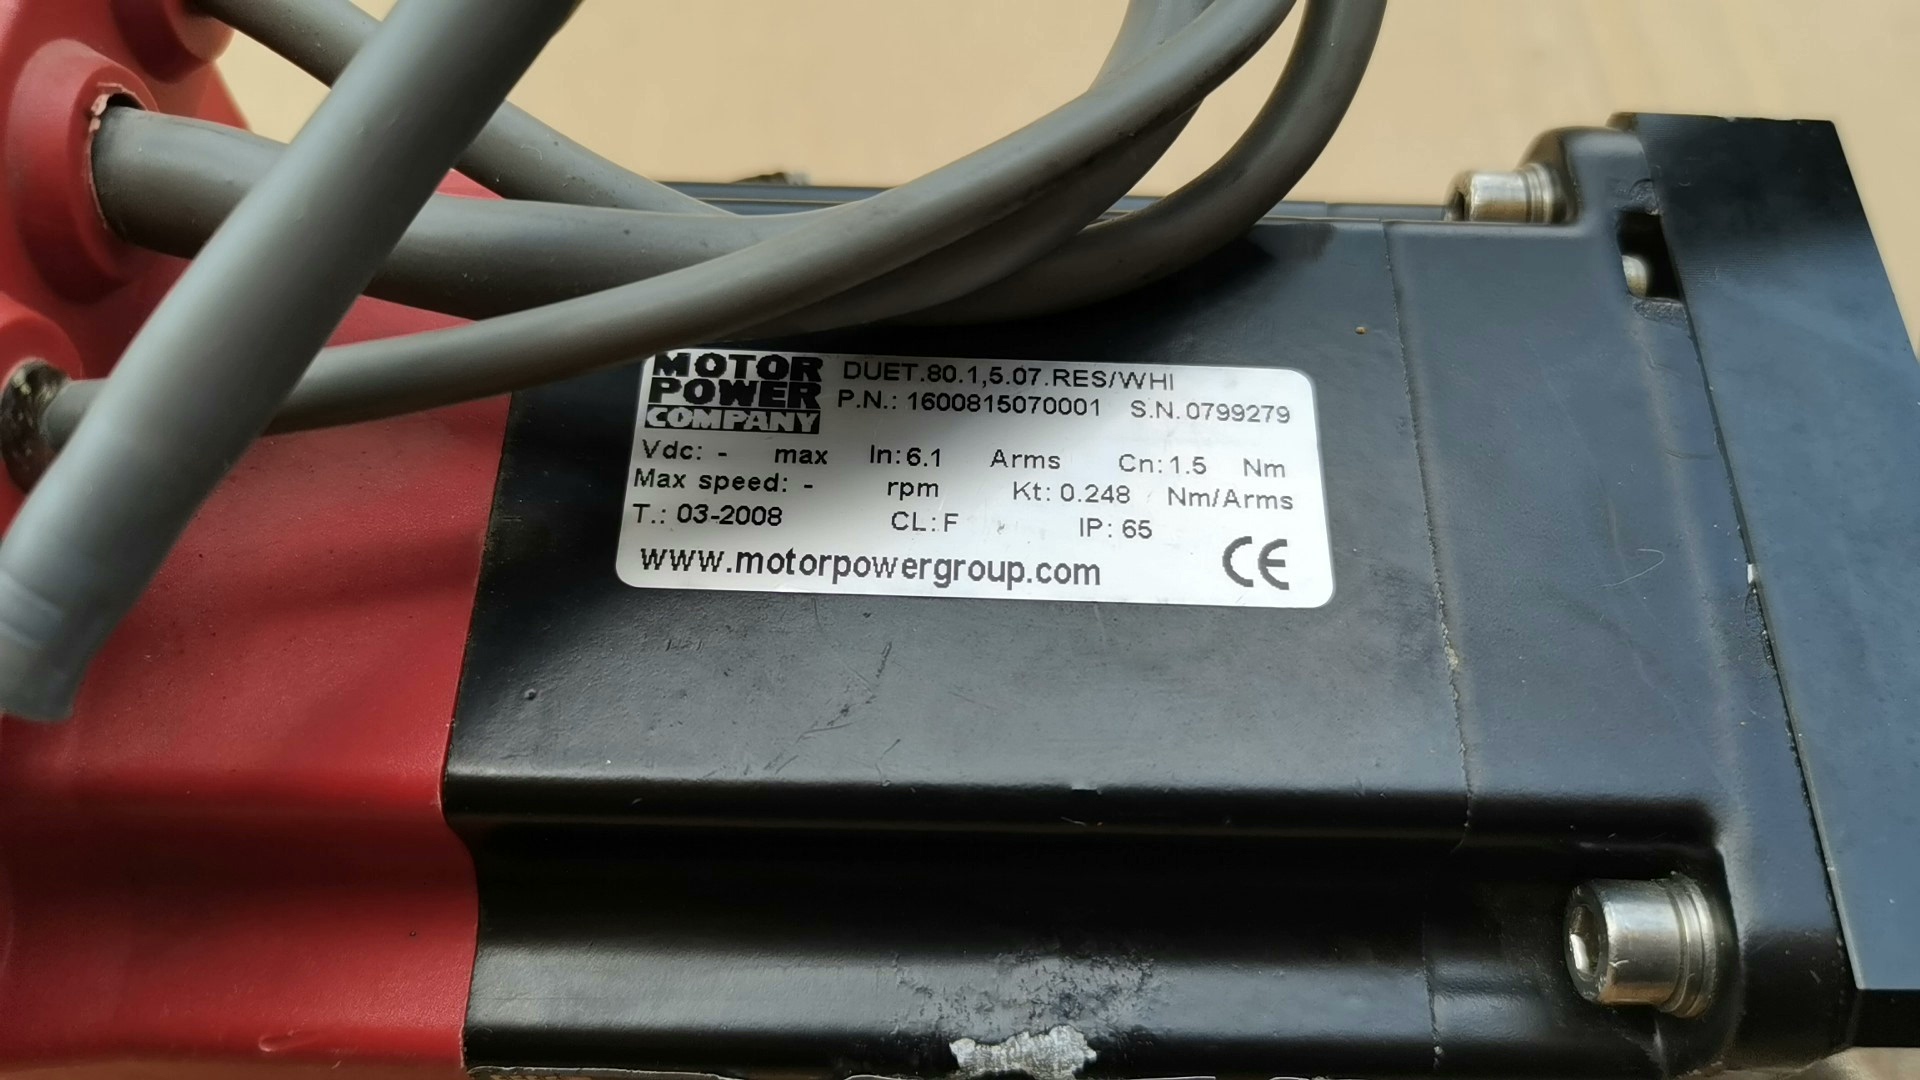 MOTOR
POWER
COMPANY
DUET.80.1,5.07.RES/WHI
P.N.: 1600815070001 S.N.0799279
Vdc: - max In:6.1 Arms Cn:1.5 Nm
Max speed: - rpm Kt: 0.248 Nm/Arms
T.: 03-2008 CL:F IP: 65
www.motorpowergroup.com CE